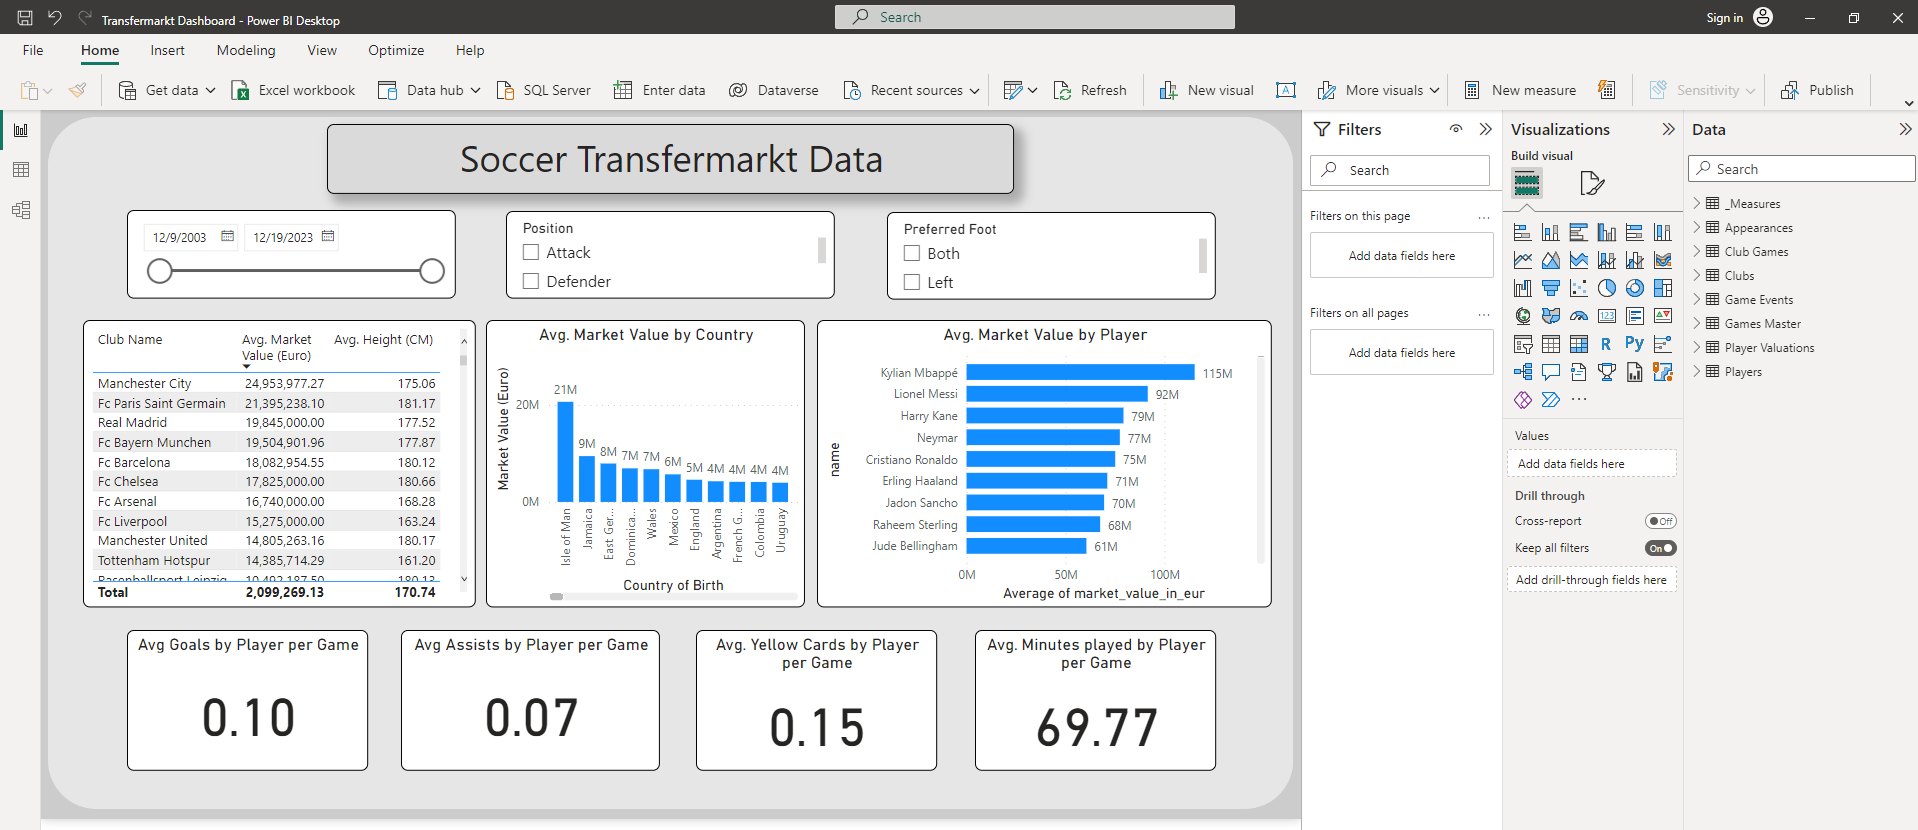 Transfermarkt Dashboard - Power BI Desktop
Search
Sign in
File
Home
Insert
Modeling
View
Optimize
Help
Get data
Excel workbook
Data hub
SQL Server
Enter data
Dataverse
Recent sources
Refresh
New visual
A
More visuals
New measure
Sensitivity
Publish
Soccer Transfermarkt Data
12/9/2003
12/19/2023
Position
Attack
Defender
Preferred Foot
Both
Left
Club Name
Avg. Market
Value (Euro)
Avg. Height (CM)
Manchester City 24,953,977.27 175.06
Fc Paris Saint Germain 21,395,238.10 181.17
Real Madrid 19,845,000.00 177.52
Fc Bayern Munchen 19,504,901.96 177.87
Fc Barcelona 18,082,954.55 180.12
Fc Chelsea 17,825,000.00 180.66
Fc Arsenal 16,740,000.00 168.28
Fc Liverpool 15,275,000.00 163.24
Manchester United 14,805,263.16 180.17
Tottenham Hotspur 14,385,714.29 161.20
Rasenballsport Leipzig 10,492,187.50 180.13
Total 2,099,269.13 170.74
Avg. Market Value by Country
Market Value (Euro)
20M
0M
21M
9M
8M
7M
7M
6M
5M
4M
4M
4M
4M
Isle of Man
Jamaica
East Ger...
Dominica...
Wales
Mexico
England
Argentina
French G...
Colombia
Uruguay
Country of Birth
Avg. Market Value by Player
name
Kylian Mbappé 115M
Lionel Messi 92M
Harry Kane 79M
Neymar 77M
Cristiano Ronaldo 75M
Erling Haaland 71M
Jadon Sancho 70M
Raheem Sterling 68M
Jude Bellingham 61M
0M 50M 100M
Average of market_value_in_eur
Avg Goals by Player per Game
0.10
Avg Assists by Player per Game
0.07
Avg. Yellow Cards by Player
per Game
0.15
Avg. Minutes played by Player
per Game
69.77
Filters
Search
Filters on this page
...
Add data fields here
Filters on all pages
...
Add data fields here
Visualizations
Build visual
123
R
Py
...
Values
Add data fields here
Drill through
Cross-report
Off
Keep all filters
On
Add drill-through fields here
Data
Search
_Measures
Appearances
Club Games
Clubs
Game Events
Games Master
Player Valuations
Players